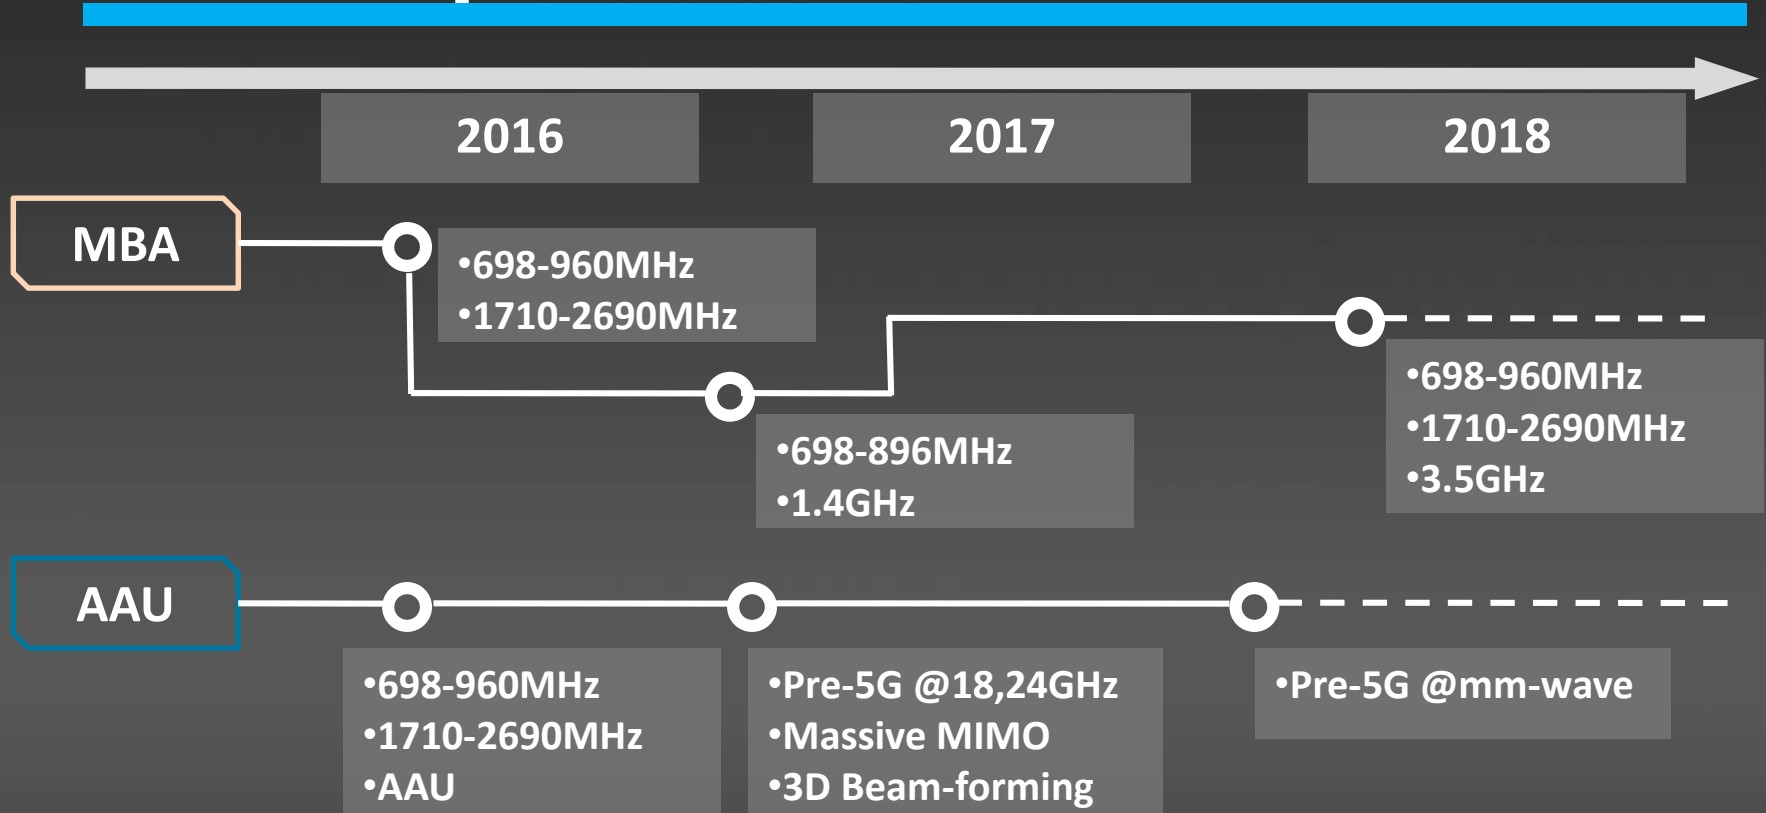 2016
2017
2018
MBA
•698-960MHz
•1710-2690MHz
•698-896MHz
•1.4GHz
•698-960MHz
•1710-2690MHz
•3.5GHz
AAU
•698-960MHz
•1710-2690MHz
•AAU
•Pre-5G @18,24GHz
•Massive MIMO
•3D Beam-forming
•Pre-5G @mm-wave